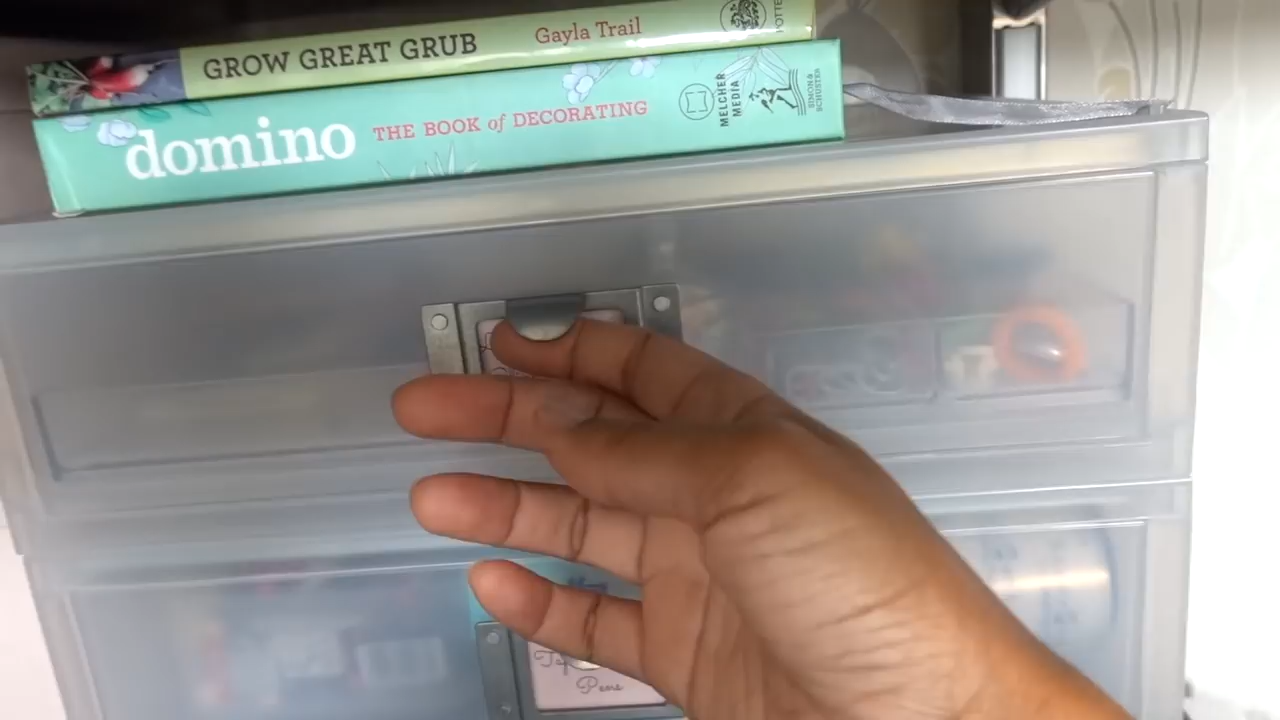 GROW GREAT GRUB Gayla Trail
domino THE BOOK of DECORATING MELCHER MEDIA SIMON & SCHUSTER
Pens